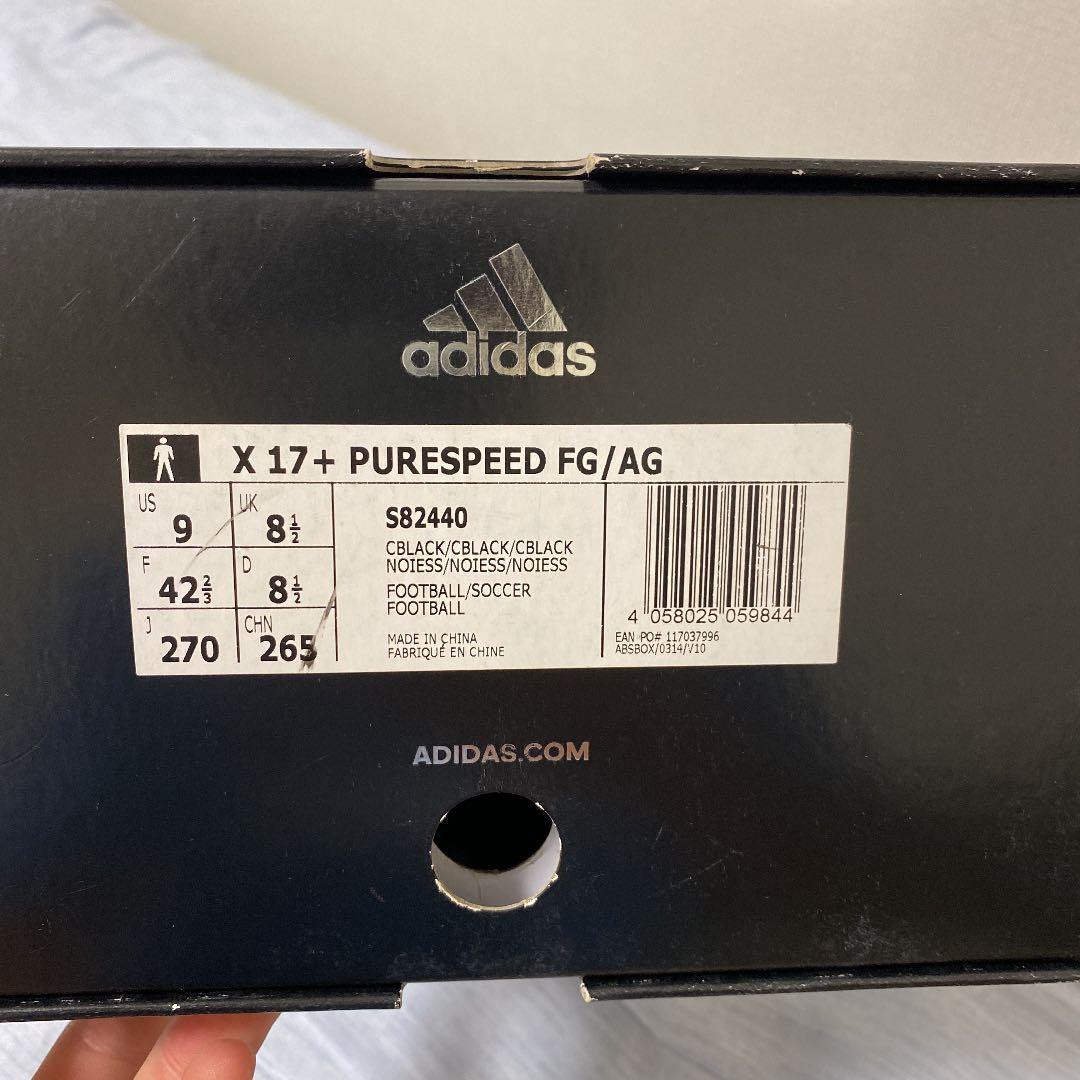 adidas
X 17+ PURESPEED FG/AG
US 9
UK 8½
F 42⅔
D 8½
J 270
CHN 265
S82440
CBLACK/CBLACK/CBLACK
NOIESS/NOIESS/NOIESS
FOOTBALL/SOCCER
FOOTBALL
MADE IN CHINA
FABRIQUÉ EN CHINE
4 058025 059844
EAN PO# 117037996
ABSBOX/0314/V10
ADIDAS.COM